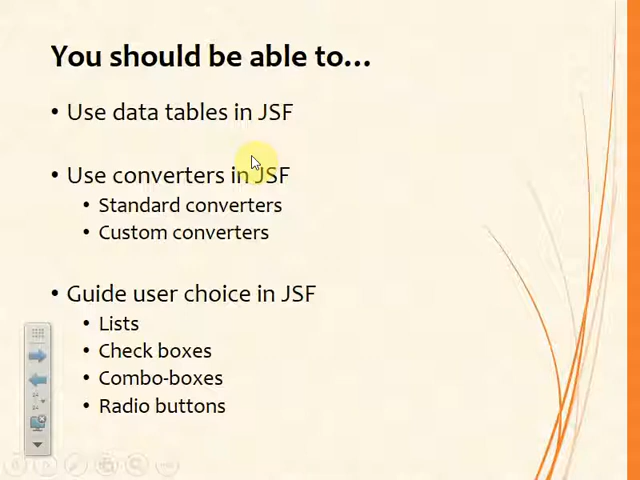 You should be able to...
• Use data tables in JSF
• Use converters in JSF
• Standard converters
• Custom converters
• Guide user choice in JSF
• Lists
• Check boxes
• Combo-boxes
• Radio buttons